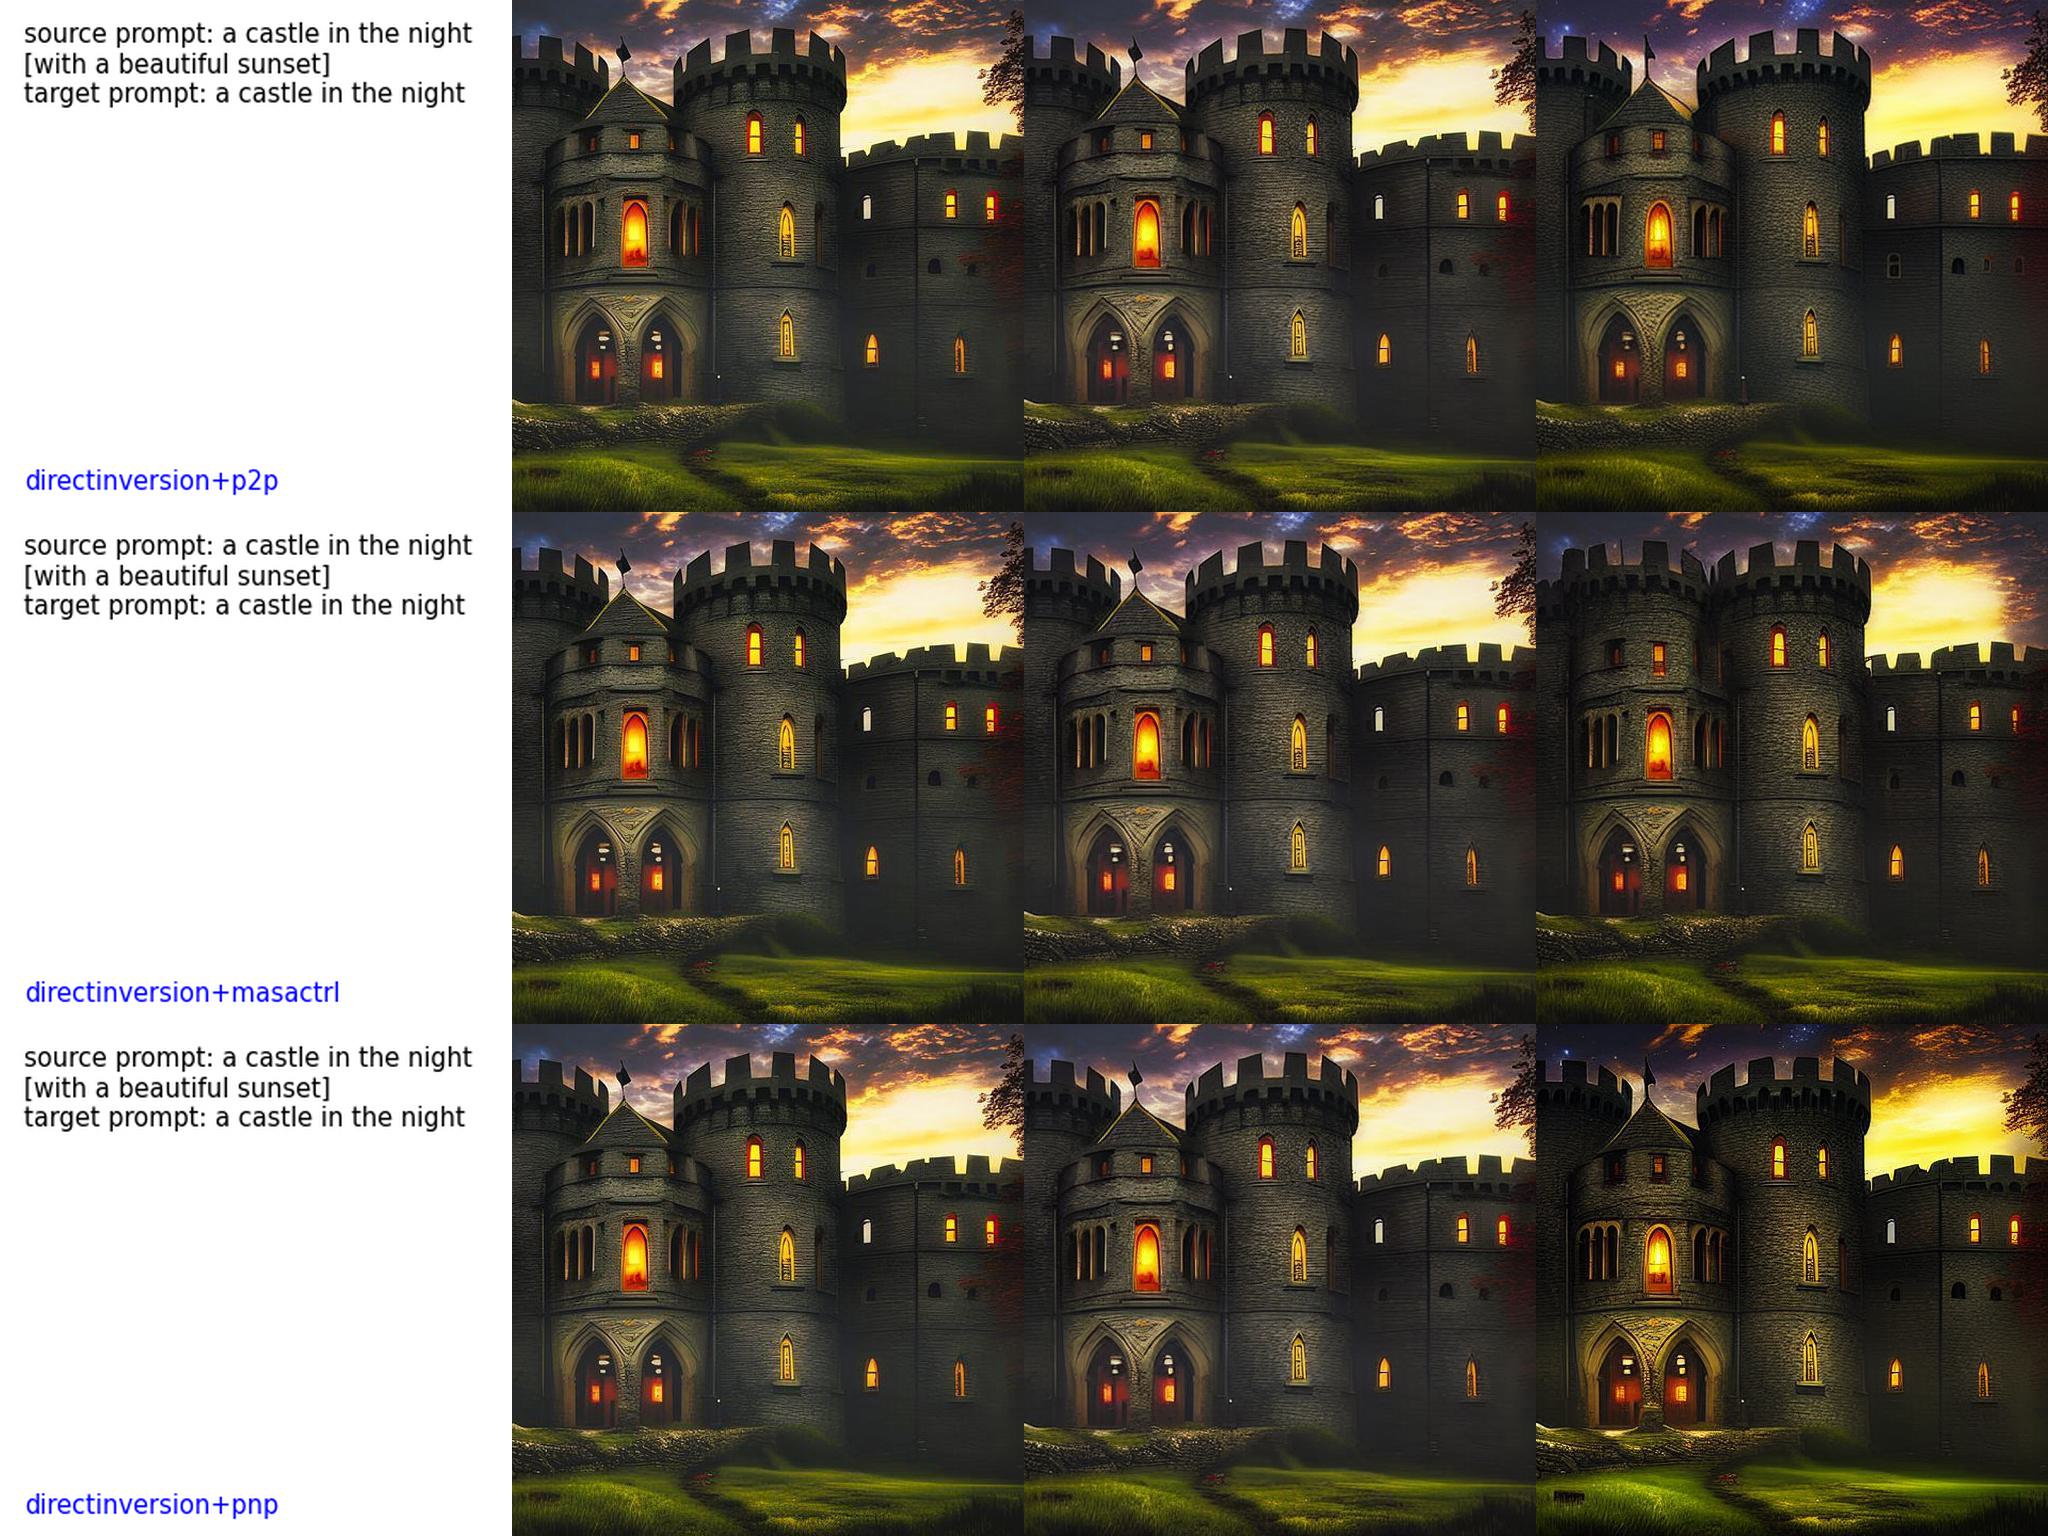 source prompt: a castle in the night
[with a beautiful sunset]
target prompt: a castle in the night
directinversion+p2p
source prompt: a castle in the night
[with a beautiful sunset]
target prompt: a castle in the night
directinversion+masactrl
source prompt: a castle in the night
[with a beautiful sunset]
target prompt: a castle in the night
directinversion+pnp